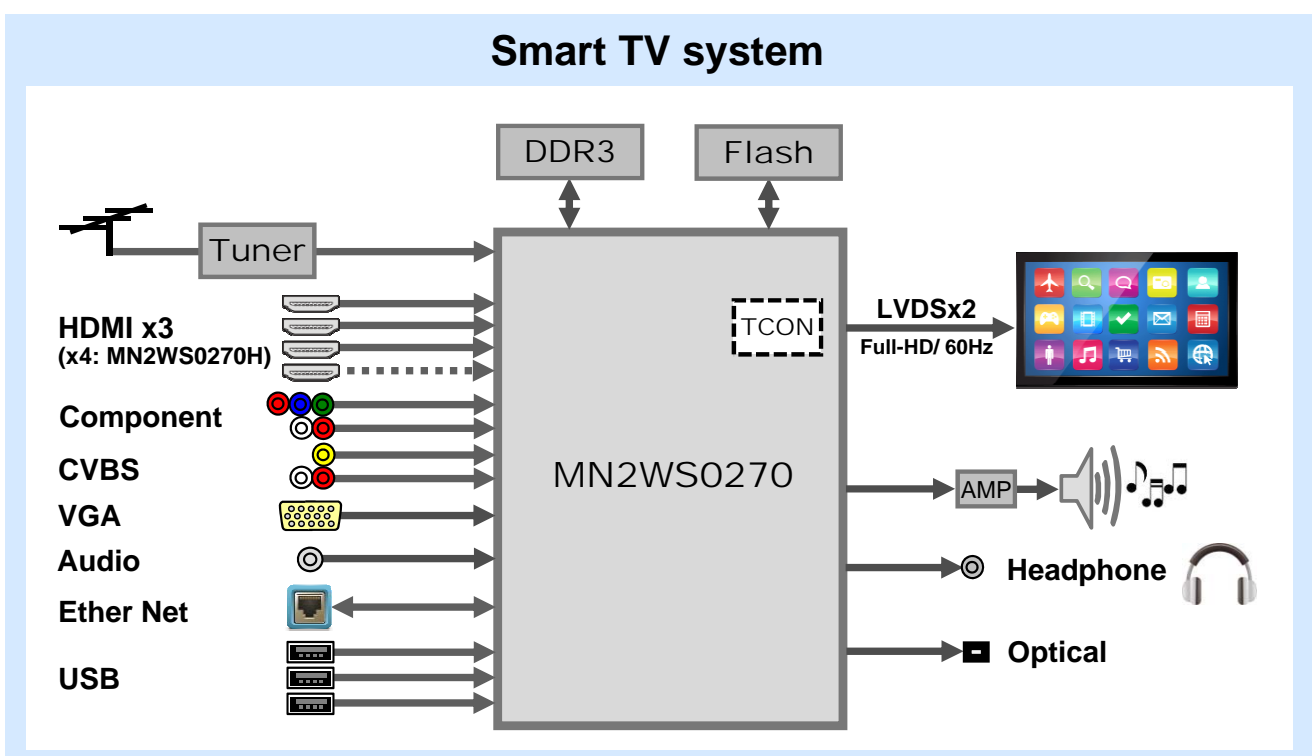 Smart TV system
DDR3
Flash
Tuner
HDMI x3
(x4: MN2WS0270H)
Component
CVBS
VGA
Audio
Ether Net
USB
TCON
MN2WS0270
LVDSx2
Full-HD/ 60Hz
AMP
Headphone
Optical